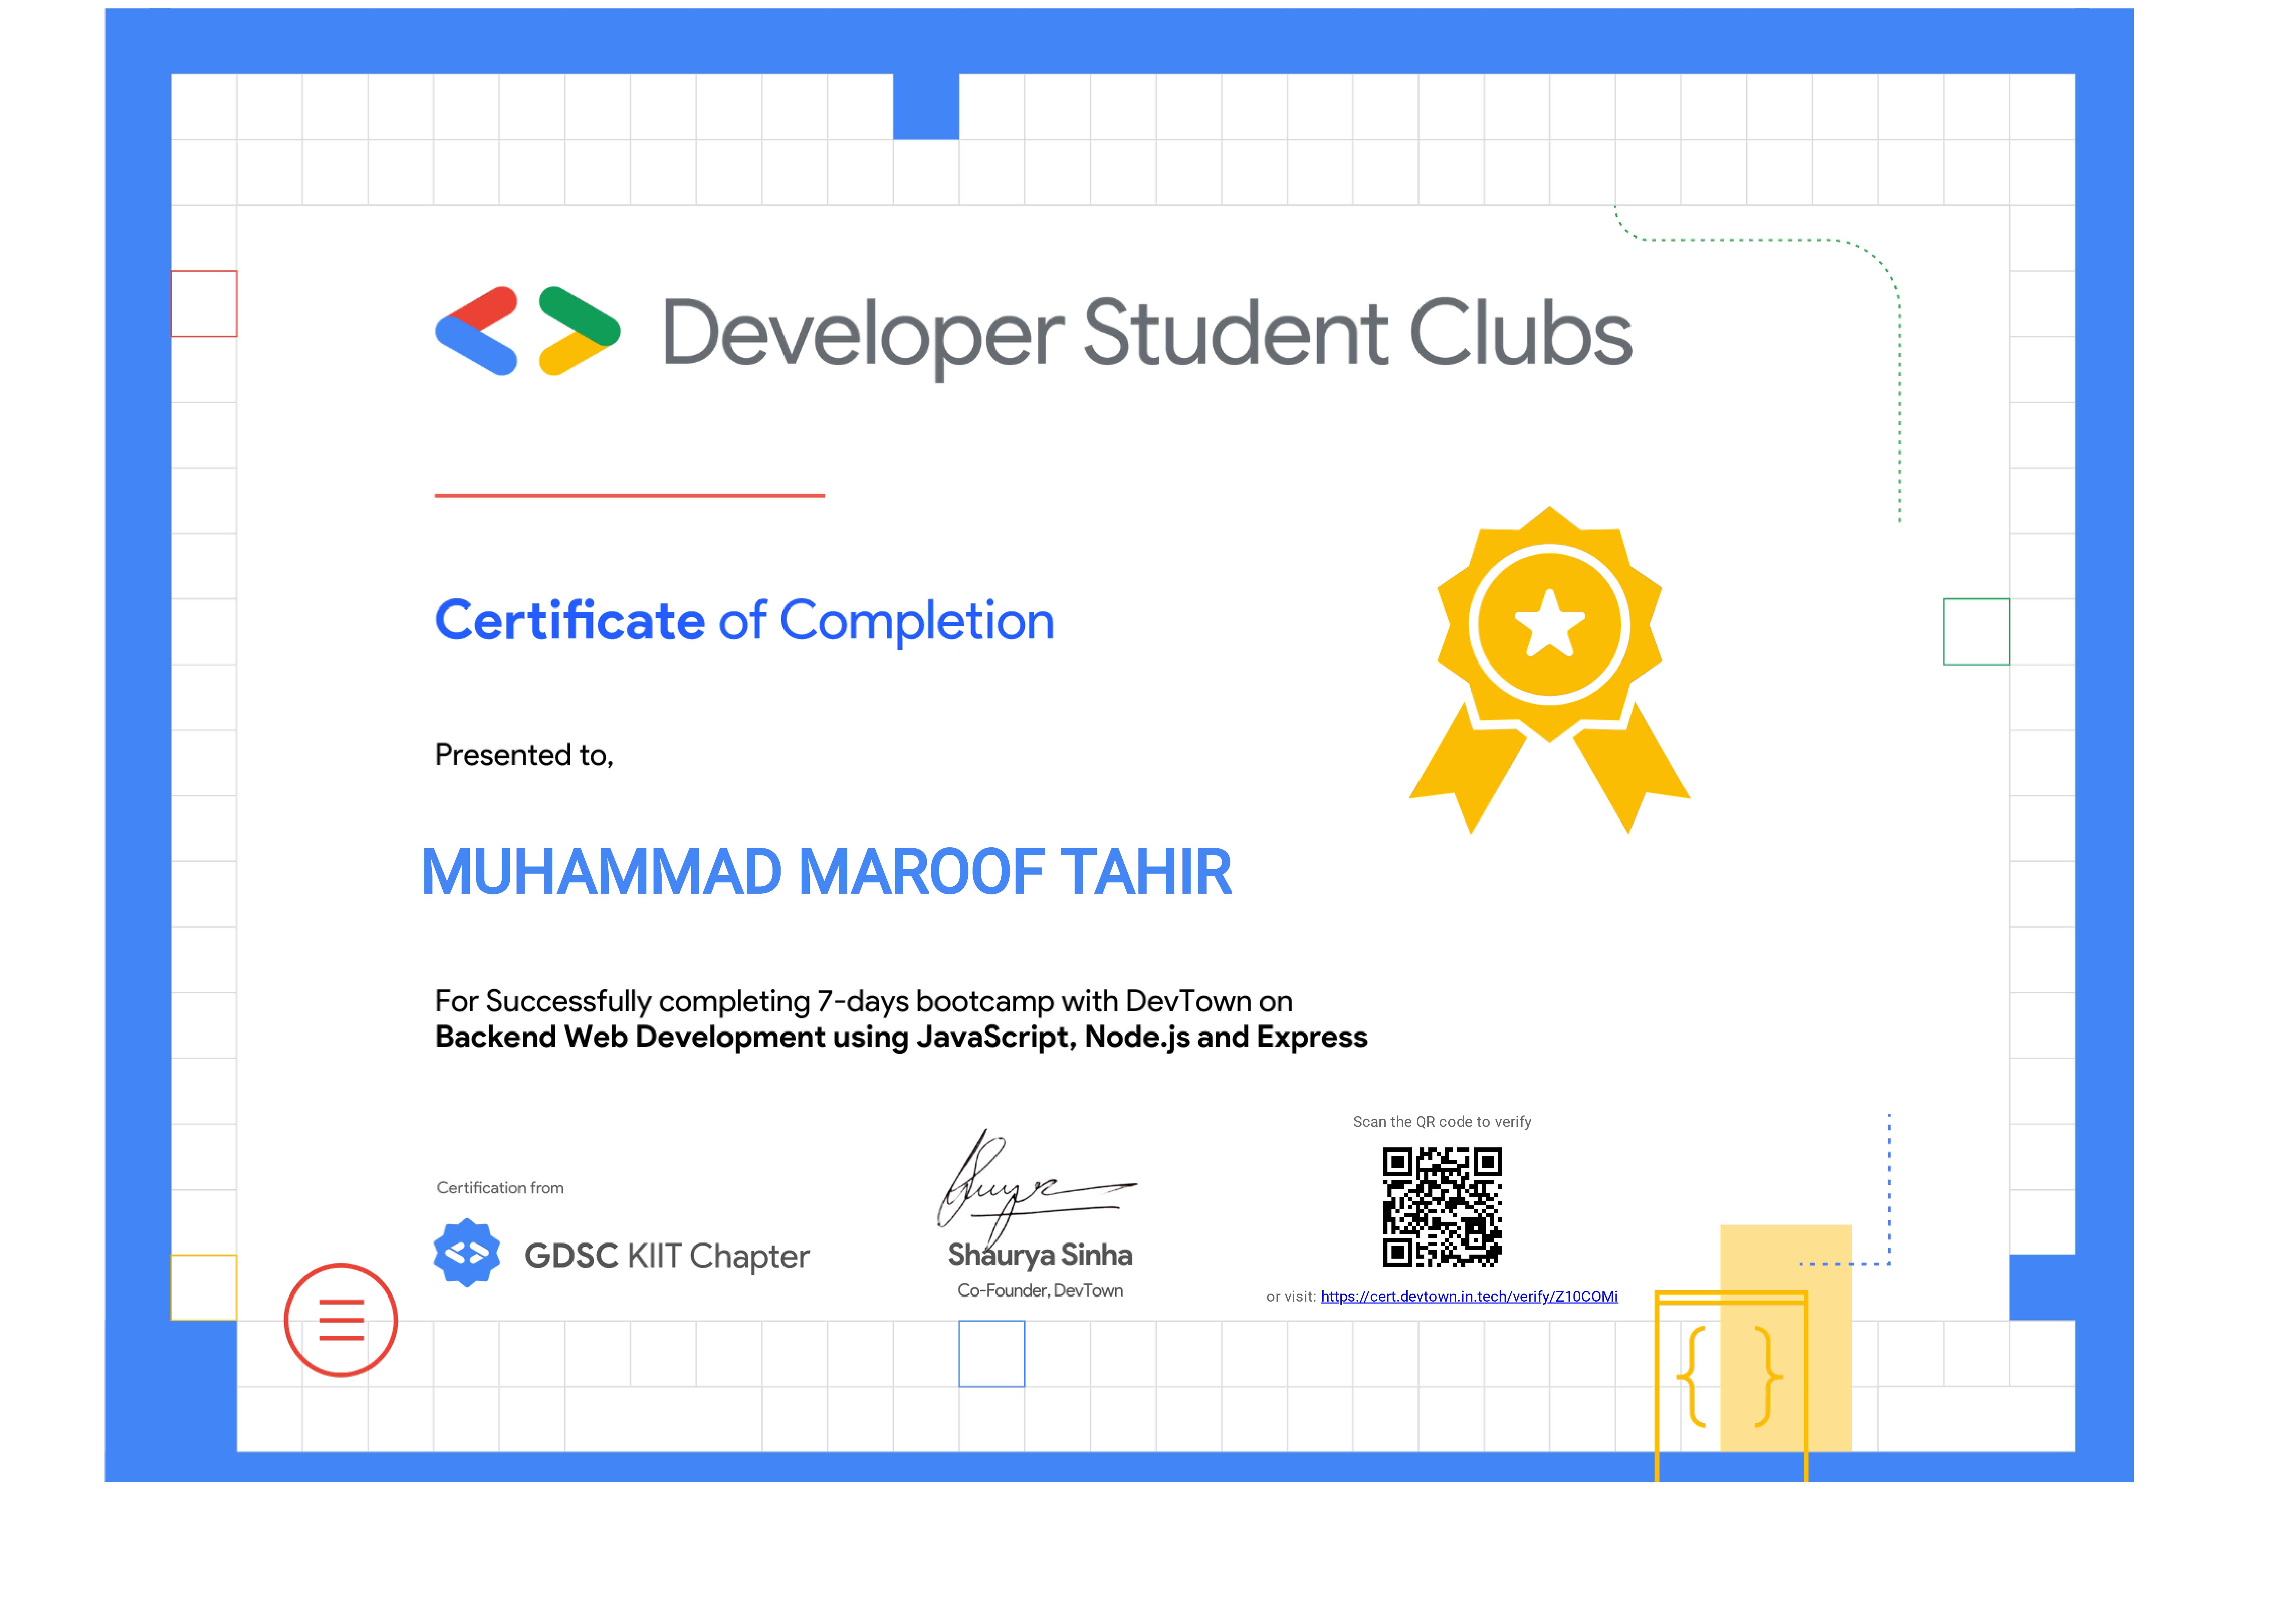 Developer Student Clubs
Certificate of Completion
Presented to,
MUHAMMAD MAROOF TAHIR
For Successfully completing 7-days bootcamp with DevTown on
Backend Web Development using JavaScript, Node.js and Express
Certification from
GDSC KIIT Chapter
Shaurya Sinha
Co-Founder, DevTown
Scan the QR code to verify
or visit: https://cert.devtown.in.tech/verify/Z10COMi
{ }